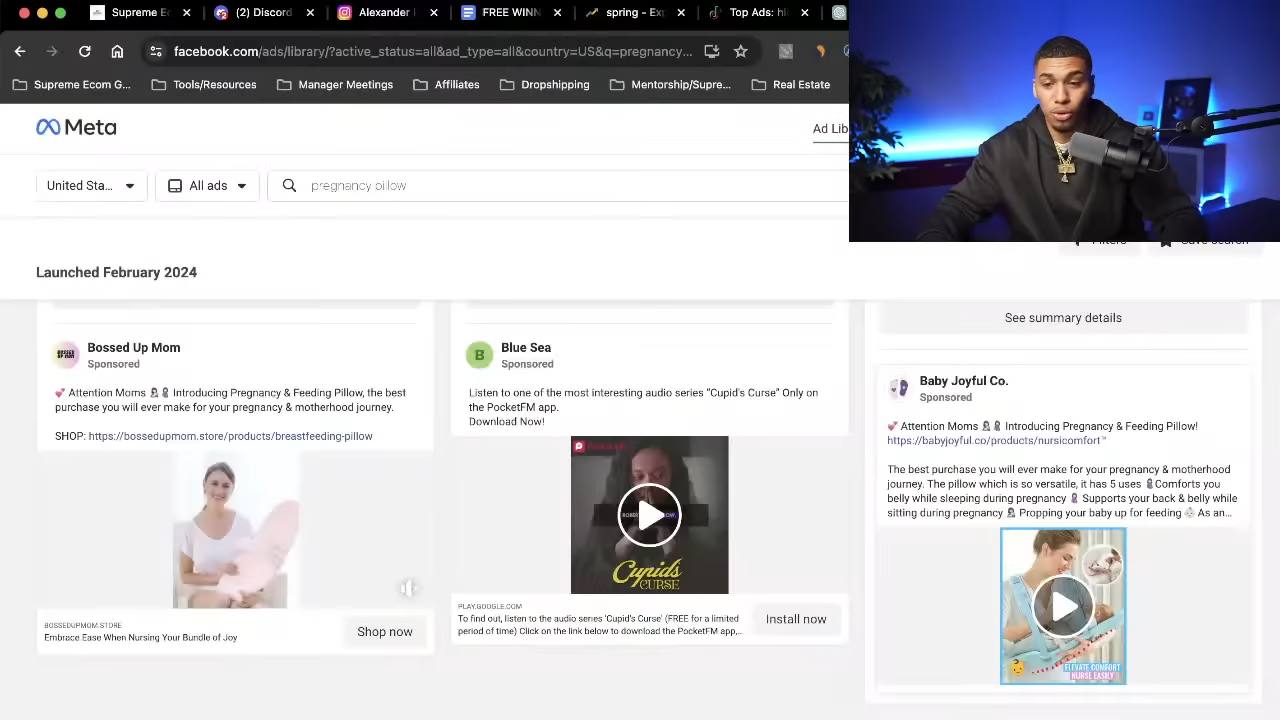 Supreme Ec
(2) Discord
Alexander
FREE WINN
spring - Exp
Top Ads: hi
facebook.com/ads/library/?active_status=all&ad_type=all&country=US&q=pregnancy...
Supreme Ecom G...
Tools/Resources
Affiliates
Dropshipping
Mentorship/Supre...
Real Estate
Meta
Ad Lib
United Sta...
All ads
pregnancy pillow
Filters
Save search
Launched February 2024
See summary details
Bossed Up Mom
Sponsored
💕 Attention Moms 🤱🤰 Introducing Pregnancy & Feeding Pillow, the best
purchase you will ever make for your pregnancy & motherhood journey.
SHOP: https://bossedupmom.store/products/breastfeeding-pillow
BOSSEDUPMOM.STORE
Embrace Ease When Nursing Your Bundle of Joy
Shop now
B
Blue Sea
Sponsored
Listen to one of the most interesting audio series "Cupid's Curse" Only on
the PocketFM app.
Download Now!
Cupids
CURSE
PLAY.GOOGLE.COM
To find out, listen to the audio series 'Cupid's Curse' (FREE for a limited
period of time) Click on the link below to download the PocketFM app,...
Install now
Baby Joyful Co.
Sponsored
💕 Attention Moms 🤱🤰 Introducing Pregnancy & Feeding Pillow!
https://babyjoyful.co/products/nursicomfort™
The best purchase you will ever make for your pregnancy & motherhood
journey. The pillow which is so versatile, it has 5 uses 🤰Comforts you
belly while sleeping during pregnancy 🤰 Supports your back & belly while
sitting during pregnancy 🤱 Propping your baby up for feeding 👶 As an...
ELEVATE COMFORT
NURSE EASILY